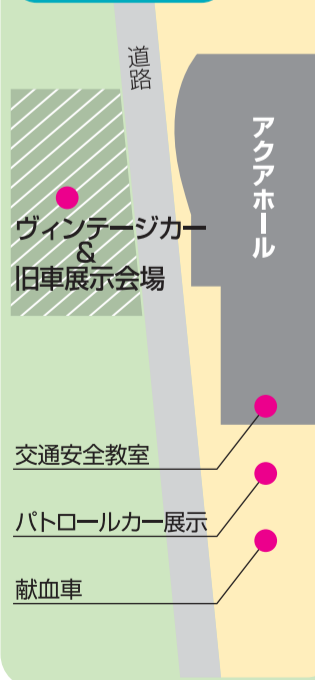 道路
アクアホール
ヴィンテージカー
&
旧車展示会場
交通安全教室
パトロールカー展示
献血車